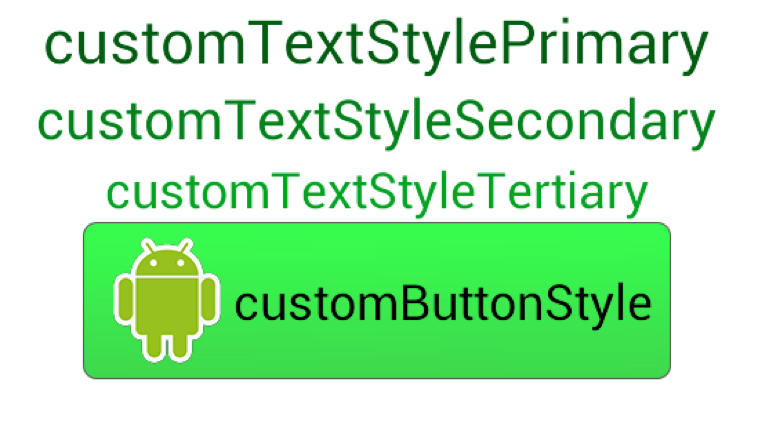 customTextStylePrimary
customTextStyleSecondary
customTextStyleTertiary
customButtonStyle